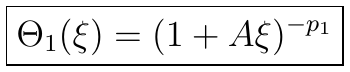 Θ₁(ξ) = (1 + Aξ)^{-p₁}